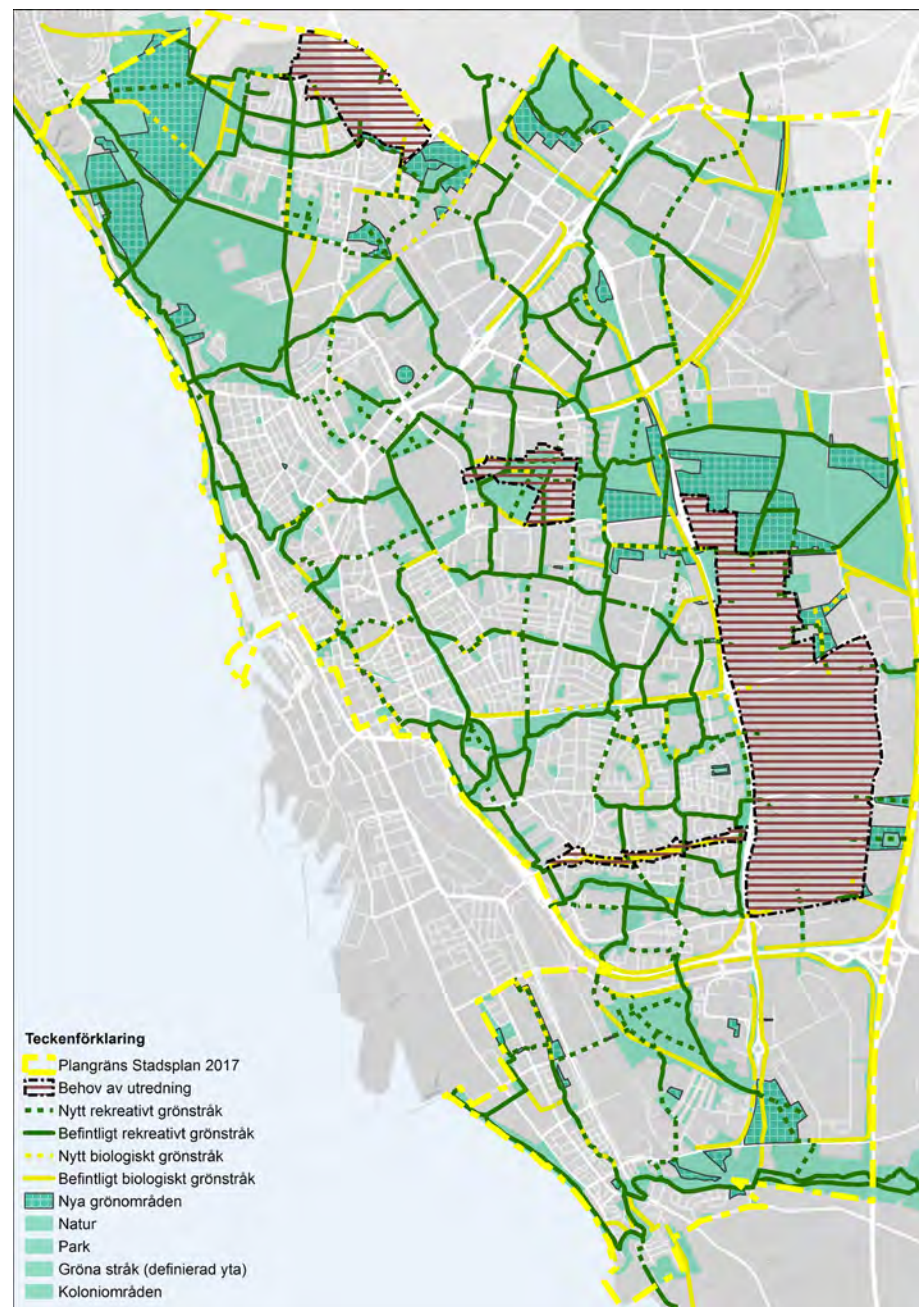 Teckenförklaring
Plangräns Stadsplan 2017
Behov av utredning
Nytt rekreativt grönstråk
Befintligt rekreativt grönstråk
Nytt biologiskt grönstråk
Befintligt biologiskt grönstråk
Nya grönområden
Natur
Park
Gröna stråk (definierad yta)
Koloniområden